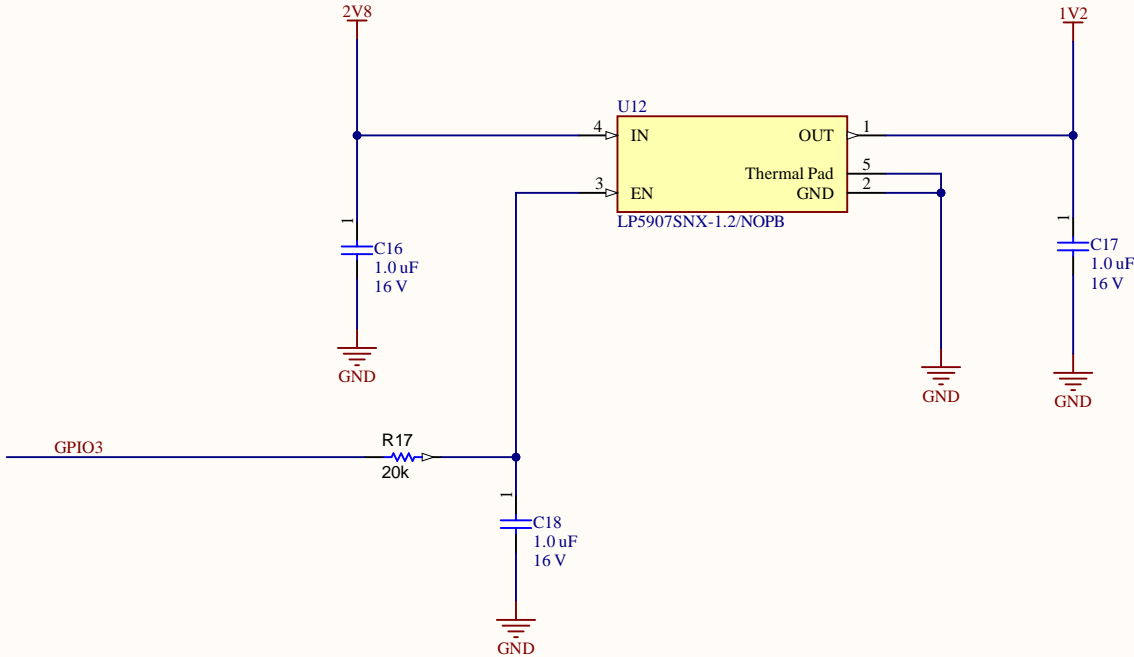 2V8
1V2
U12
4
IN
OUT
1
Thermal Pad
5
3
EN
GND
2
LP5907SNX-1.2/NOPB
1
C16
1.0 uF
16 V
1
C17
1.0 uF
16 V
GND
GND
GND
GPIO3
R17
20k
1
C18
1.0 uF
16 V
GND